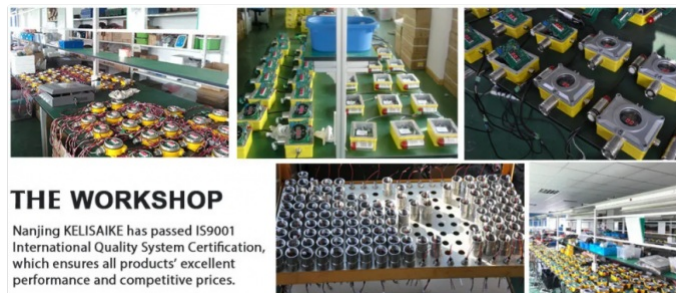 THE WORKSHOP
Nanjing KELISAIKE has passed IS9001
International Quality System Certification,
which ensures all products' excellent
performance and competitive prices.